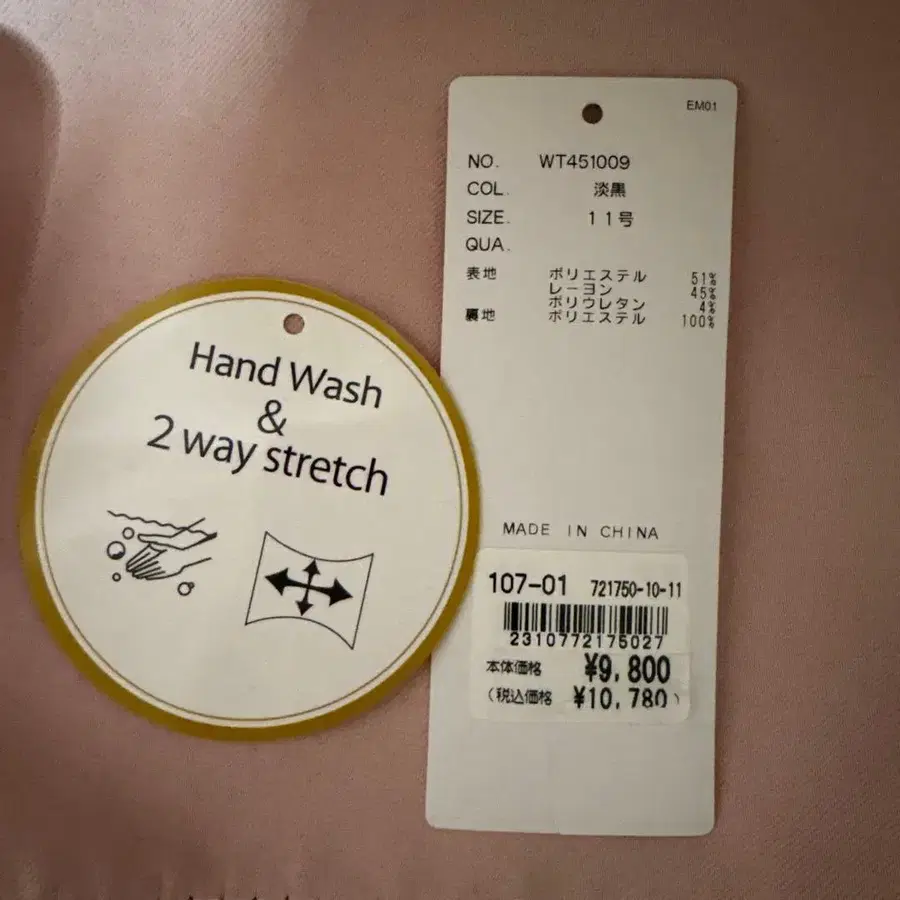 Hand Wash
&
2 way stretch
EM01
NO. WT451009
COL. 淡黒
SIZE. 11号
QUA.
表地 ポリエステル 51%
レーヨン 45%
ポリウレタン 4%
裏地 ポリエステル 100%
MADE IN CHINA
107-01 721750-10-11
2310772175027
本体価格 ¥9,800
(税込価格 ¥10,780)